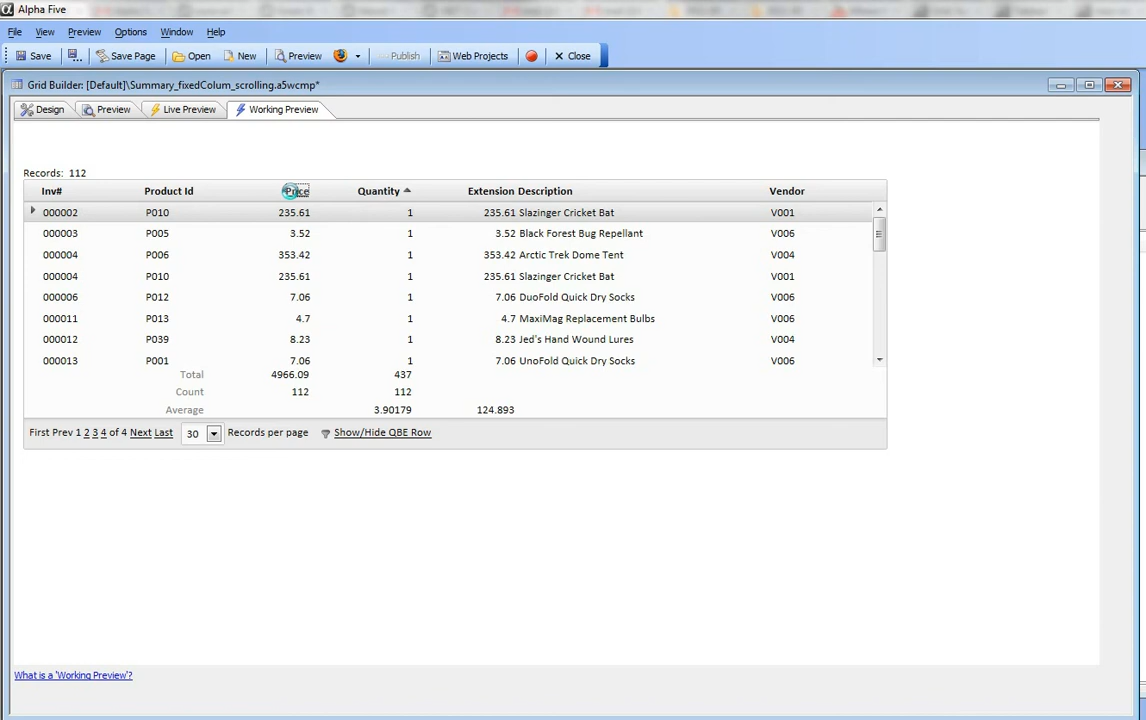 Alpha Five
File View Preview Options Window Help
Save Save Page Open New Preview Publish Web Projects Close
Grid Builder: [Default]\Summary_fixedColum_scrolling.a5wcmp*
Design Preview Live Preview Working Preview
Records: 112
Inv# Product Id Price Quantity Extension Description Vendor
000002 P010 235.61 1 235.61 Slazinger Cricket Bat V001
000003 P005 3.52 1 3.52 Black Forest Bug Repellant V006
000004 P006 353.42 1 353.42 Arctic Trek Dome Tent V004
000004 P010 235.61 1 235.61 Slazinger Cricket Bat V001
000006 P012 7.06 1 7.06 DuoFold Quick Dry Socks V006
000011 P013 4.7 1 4.7 MaxiMag Replacement Bulbs V006
000012 P039 8.23 1 8.23 Jed's Hand Wound Lures V004
000013 P001 7.06 1 7.06 UnoFold Quick Dry Socks V006
Total 4966.09 437
Count 112 112
Average 3.90179 124.893
First Prev 1 2 3 4 of 4 Next Last 30 Records per page Show/Hide QBE Row
What is a 'Working Preview'?